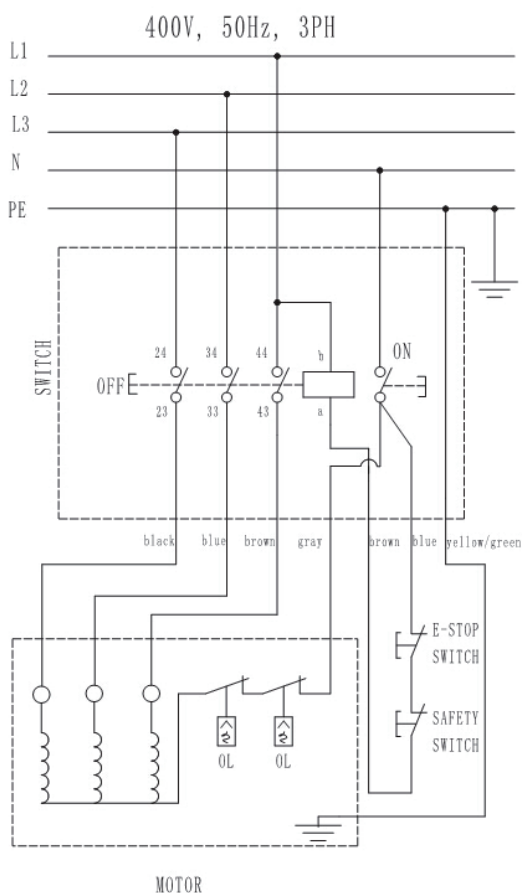 400V, 50Hz, 3PH
L1
L2
L3
N
PE
SWITCH
24 34 44 b ON
OFF
23 33 43 a
black blue brown gray brown blue yellow/green
E-STOP
SWITCH
SAFETY
SWITCH
OL OL
MOTOR